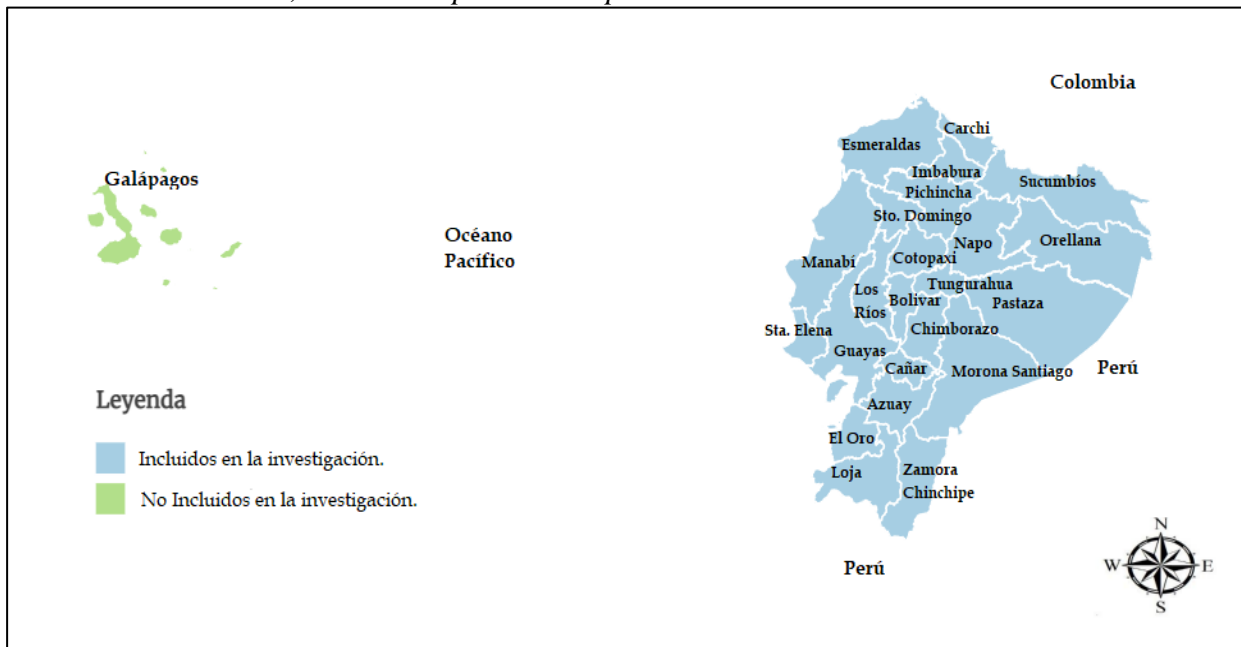 Colombia
Carchi
Esmeraldas
Imbabura
Sucumbíos
Galápagos
Pichincha
Sto. Domingo
Océano
Pacífico
Napo
Orellana
Manabí
Cotopaxi
Tungurahua
Los
Ríos
Bolivar
Pastaza
Sta. Elena
Chimborazo
Guayas
Cañar
Morona Santiago
Perú
Leyenda
Azuay
El Oro
Incluidos en la investigación.
Loja
Zamora
Chinchipe
No Incluidos en la investigación.
Perú
N
W
E
S